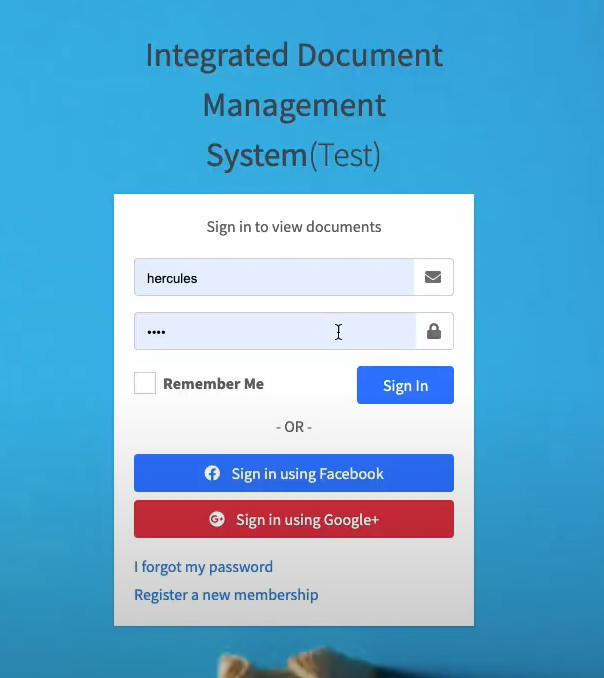 Integrated Document
Management
System(Test)
Sign in to view documents
hercules
••••
Remember Me
Sign In
- OR -
Sign in using Facebook
Sign in using Google+
I forgot my password
Register a new membership